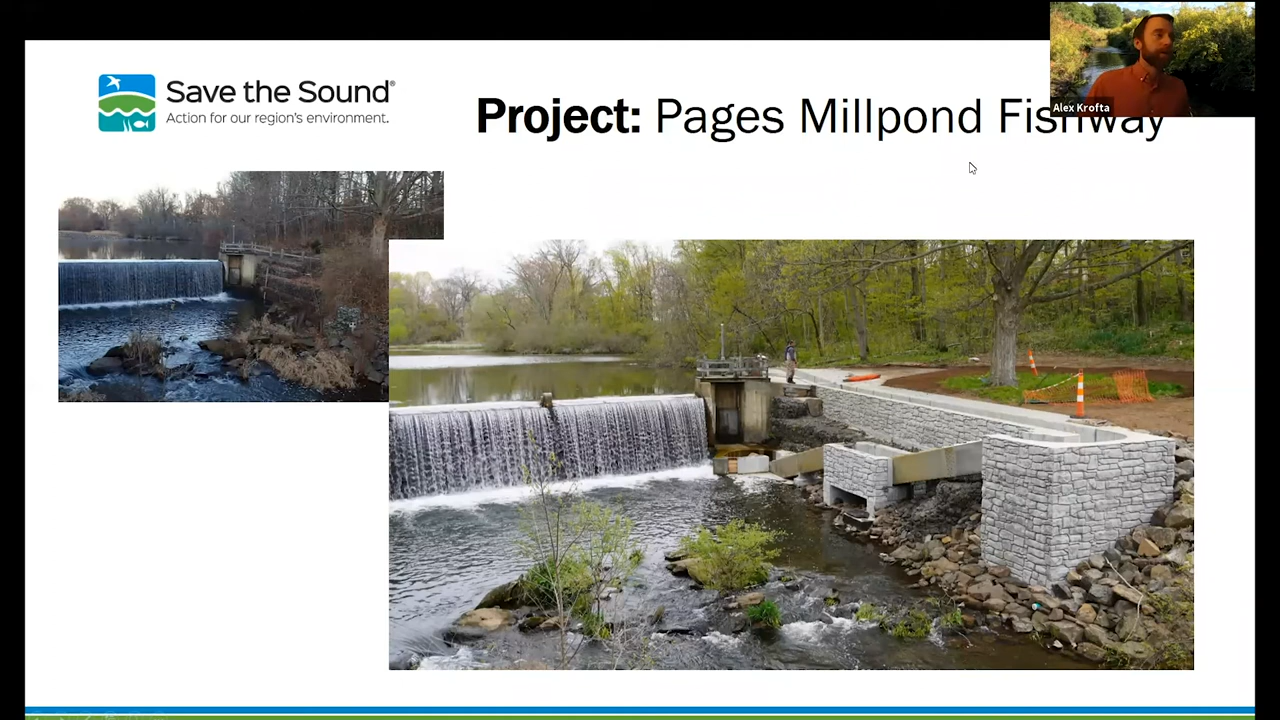 Save the Sound®
Action for our region's environment.
Project: Pages Millpond Fishway
Alex Krofta